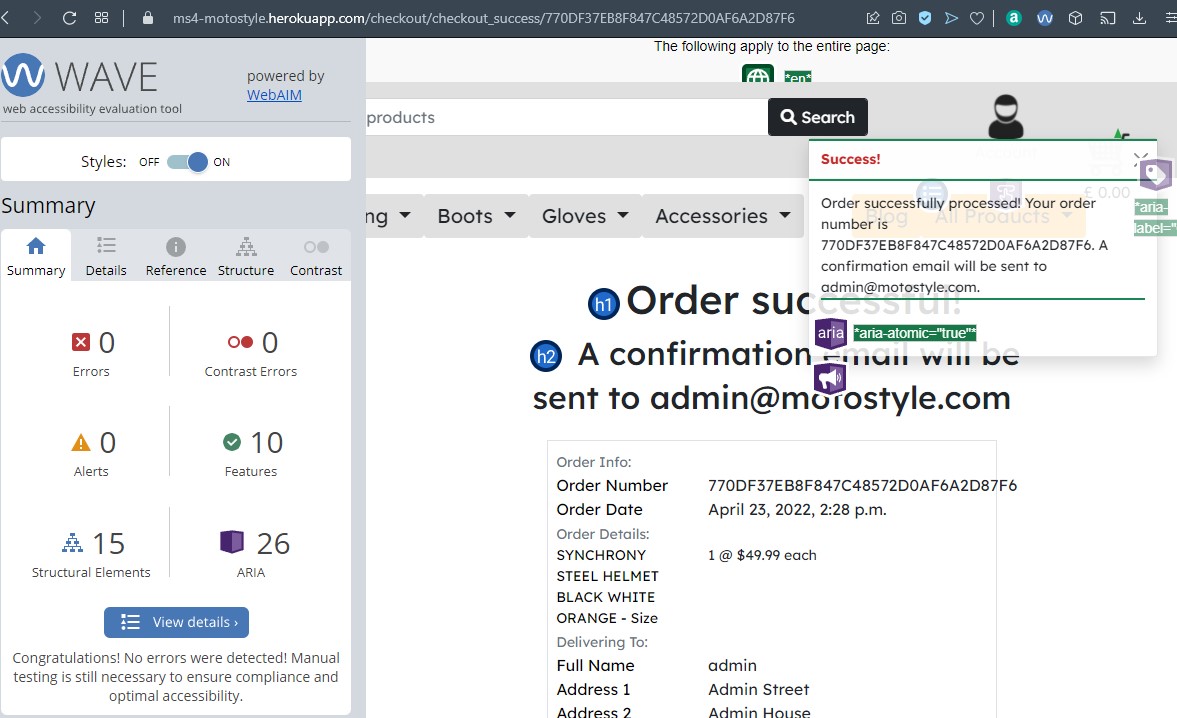 ms4-motostyle.herokuapp.com/checkout/checkout_success/770DF37EB8F847C48572D0AF6A2D87F6
WAVE
web accessibility evaluation tool
powered by
WebAIM
Styles: OFF ON
Summary
Summary Details Reference Structure Contrast
0 0
Errors Contrast Errors
0 10
Alerts Features
15 26
Structural Elements ARIA
View details ›
Congratulations! No errors were detected! Manual
testing is still necessary to ensure compliance and
optimal accessibility.
The following apply to the entire page:
*en*
products
Search
£ 0.00
*aria-
label="
ng Boots Gloves Accessories Blog All Products
Success!
Order successfully processed! Your order
number is
770DF37EB8F847C48572D0AF6A2D87F6. A
confirmation email will be sent to
admin@motostyle.com.
aria *aria-atomic="true"*
h1 Order successful!
h2 A confirmation email will be
sent to admin@motostyle.com
Order Info:
Order Number 770DF37EB8F847C48572D0AF6A2D87F6
Order Date April 23, 2022, 2:28 p.m.
Order Details:
SYNCHRONY 1 @ $49.99 each
STEEL HELMET
BLACK WHITE
ORANGE - Size
Delivering To:
Full Name admin
Address 1 Admin Street
Address 2 Admin House